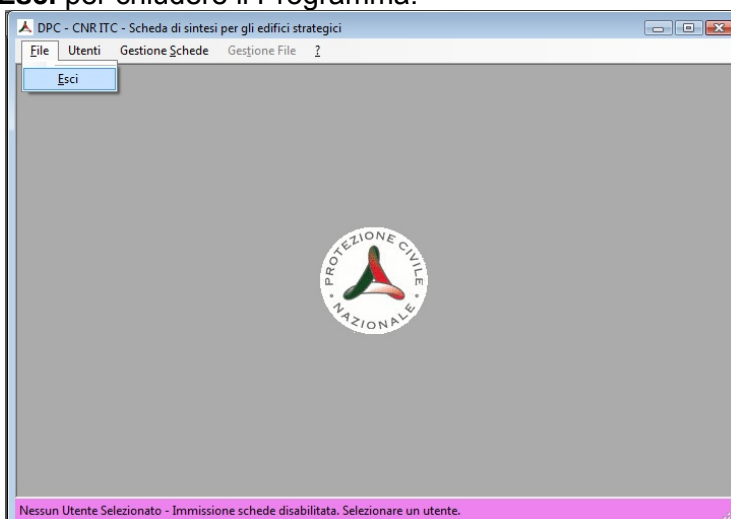 Esci per chiudere il Programma.
DPC - CNR ITC - Scheda di sintesi per gli edifici strategici
File Utenti Gestione Schede Gestione File ?
Esci
PROTEZIONE CIVILE
NAZIONALE
Nessun Utente Selezionato - Immissione schede disabilitata. Selezionare un utente.